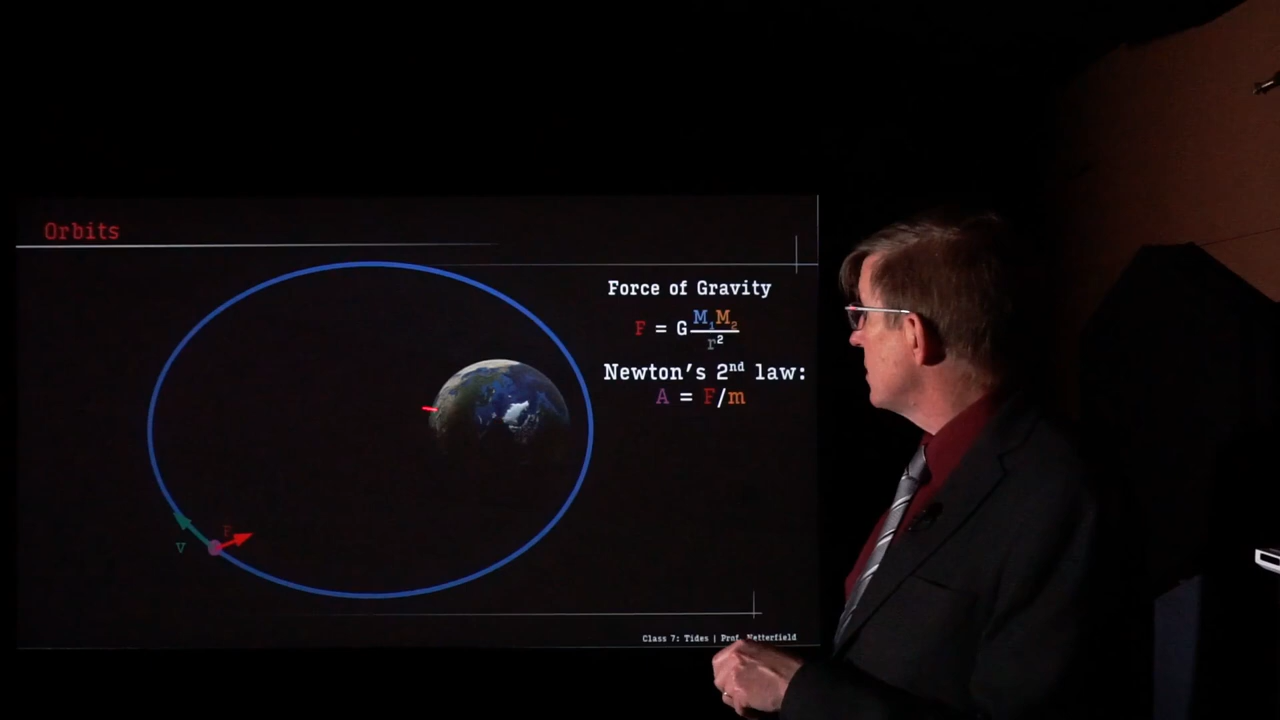 Orbits
Force of Gravity
F = G M₁M₂
r²
Newton's 2nd law:
A = F/m
F
V
Class 7: Tides | Prof. Netterfield